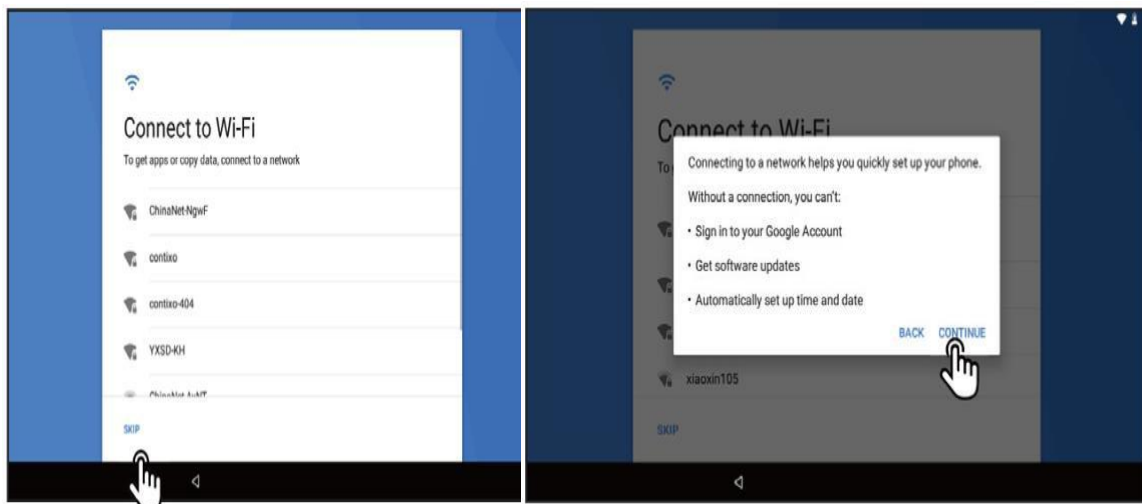 Connect to Wi-Fi
To get apps or copy data, connect to a network
ChinaNet-NgwF
contixo
contixo-404
YXSD-KH
SKIP
Connect to Wi-Fi
To
Connecting to a network helps you quickly set up your phone.
Without a connection, you can't:
• Sign in to your Google Account
• Get software updates
• Automatically set up time and date
BACK CONTINUE
xiaoxin105
SKIP